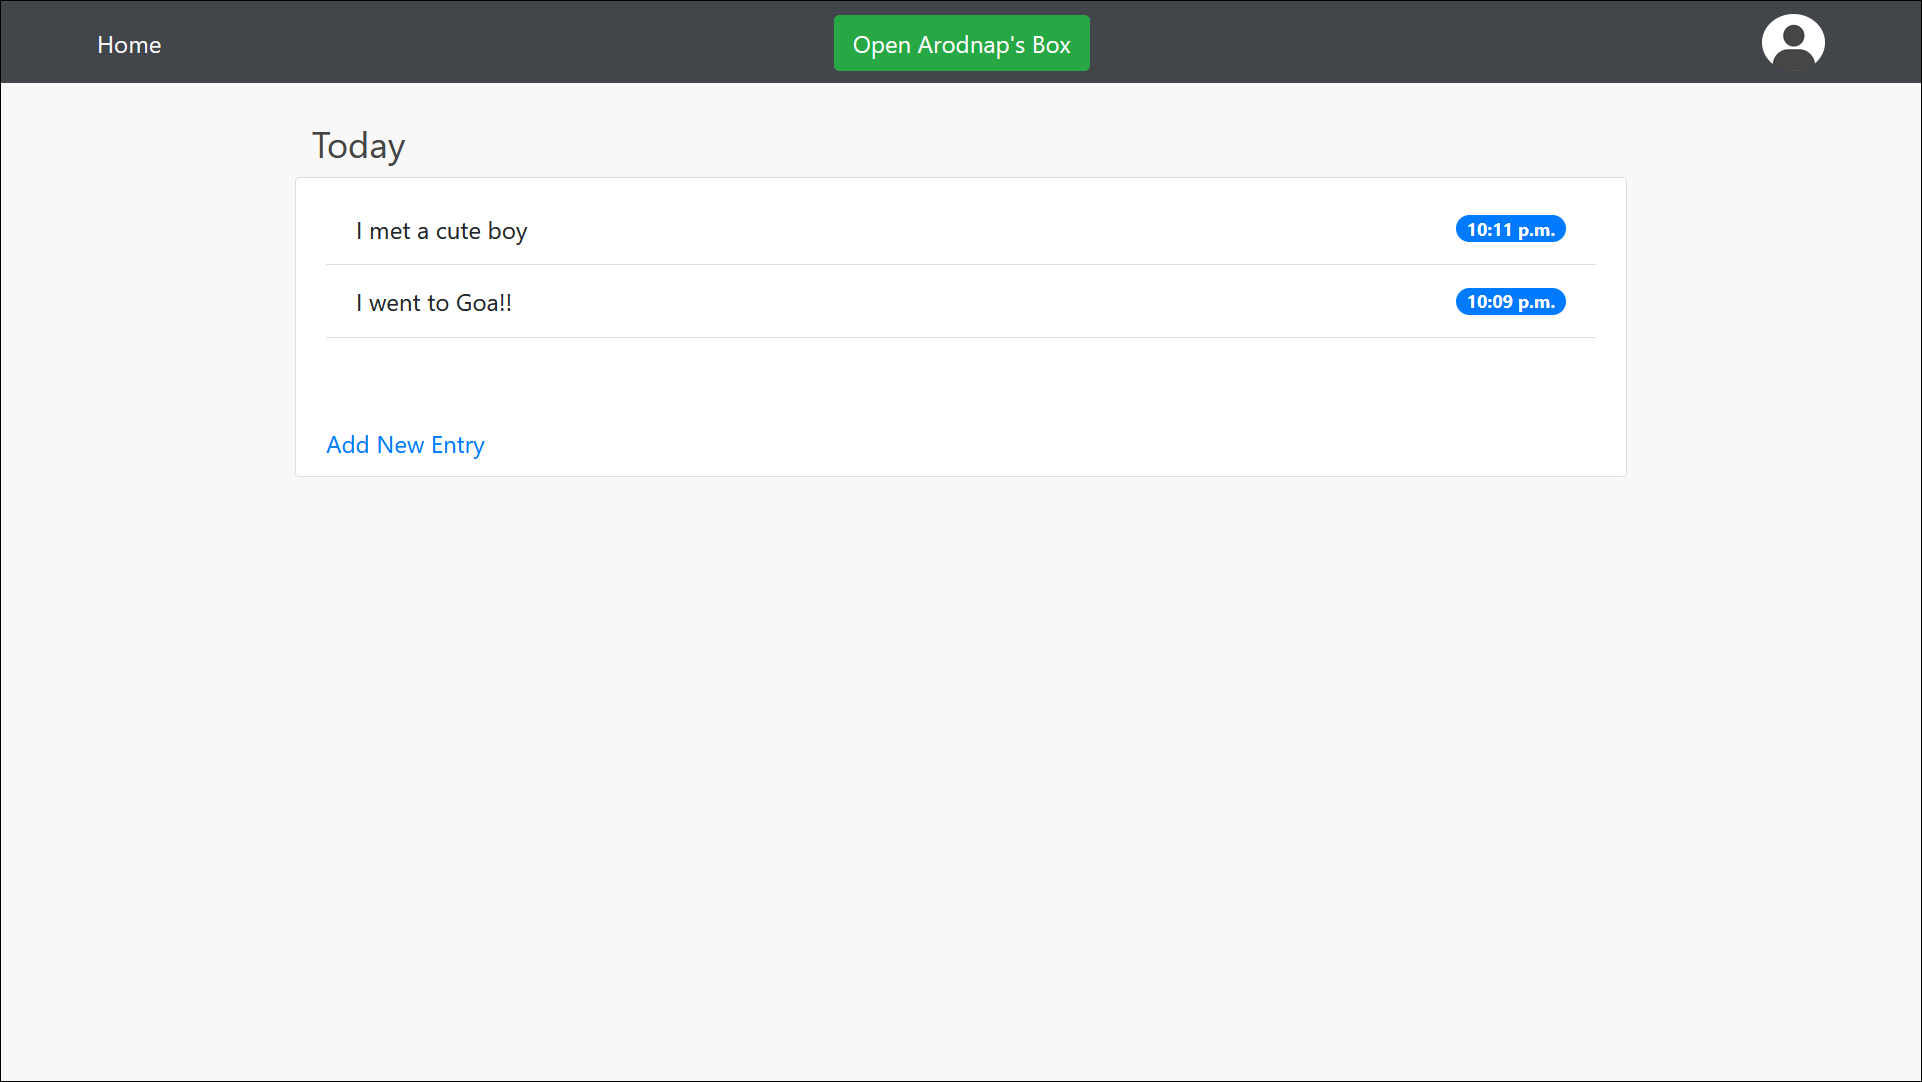 Home
Open Arodnap's Box
Today
I met a cute boy
10:11 p.m.
I went to Goa!!
10:09 p.m.
Add New Entry